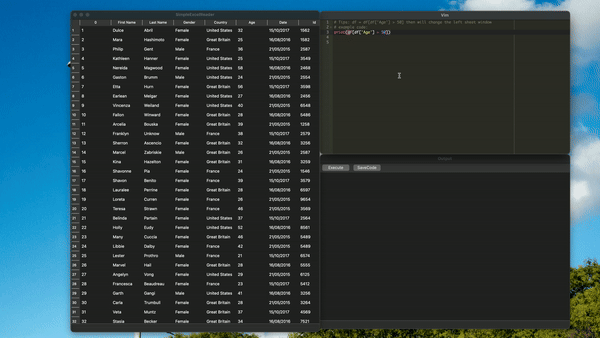 Vim
0 First Name Last Name Gender Country Age Date Id
1 1 Dulce Abril Female United States 32 15/10/2017 1562
2 2 Mara Hashimoto Female Great Britain 25 16/08/2016 1582
3 3 Philip Gent Male France 36 21/05/2015 2587
4 4 Kathleen Hanner Female United States 25 15/10/2017 3549
5 5 Nereida Magwood Female United States 58 16/08/2016 2468
6 6 Gaston Brumm Male United States 24 21/05/2015 2554
7 7 Etta Hurn Female Great Britain 56 15/10/2017 3598
8 8 Earlean Melgar Female United States 27 16/08/2016 2456
9 9 Vincenza Weiland Female United States 40 21/05/2015 6548
10 10 Fallon Winward Female Great Britain 28 16/08/2016 5486
11 11 Arcelia Bouska Female Great Britain 39 21/05/2015 1258
12 12 Franklyn Unknow Male France 38 15/10/2017 2579
13 13 Sherron Ascencio Female Great Britain 32 16/08/2016 3256
14 14 Marcel Zabriskie Male Great Britain 26 21/05/2015 2587
15 15 Kina Hazelton Female Great Britain 31 16/08/2016 3259
16 16 Shavonne Pia Female France 24 21/05/2015 1546
17 17 Shavon Benito Female France 39 15/10/2017 3579
18 18 Lauralee Perrine Female Great Britain 28 16/08/2016 6597
19 19 Loreta Curren Female France 26 21/05/2015 9654
20 20 Teresa Strawn Female France 46 21/05/2015 3569
21 21 Belinda Partain Female United States 37 15/10/2017 2564
22 22 Holly Eudy Female United States 52 16/08/2016 8561
23 23 Many Cuccia Female Great Britain 46 21/05/2015 5489
24 24 Libbie Dalby Female France 42 21/05/2015 5489
25 25 Lester Prothro Male France 21 15/10/2017 6574
26 26 Marvel Hail Female Great Britain 28 16/08/2016 5555
27 27 Angelyn Vong Female United States 29 21/05/2015 6125
28 28 Francesca Beaudreau Female France 23 15/10/2017 5412
29 29 Garth Gangi Male United States 41 16/08/2016 3256
30 30 Carla Trumbull Female Great Britain 28 21/05/2015 3264
31 31 Veta Muntz Female Great Britain 37 15/10/2017 4569
32 32 Stasia Becker Female Great Britain 34 16/08/2016 7521
1 # Tips: df = df[df['Age'] > 50] then will change the left sheet window
2 # example code:
3 print(df[df['Age'] > 50])
4
5
Execute SaveCode